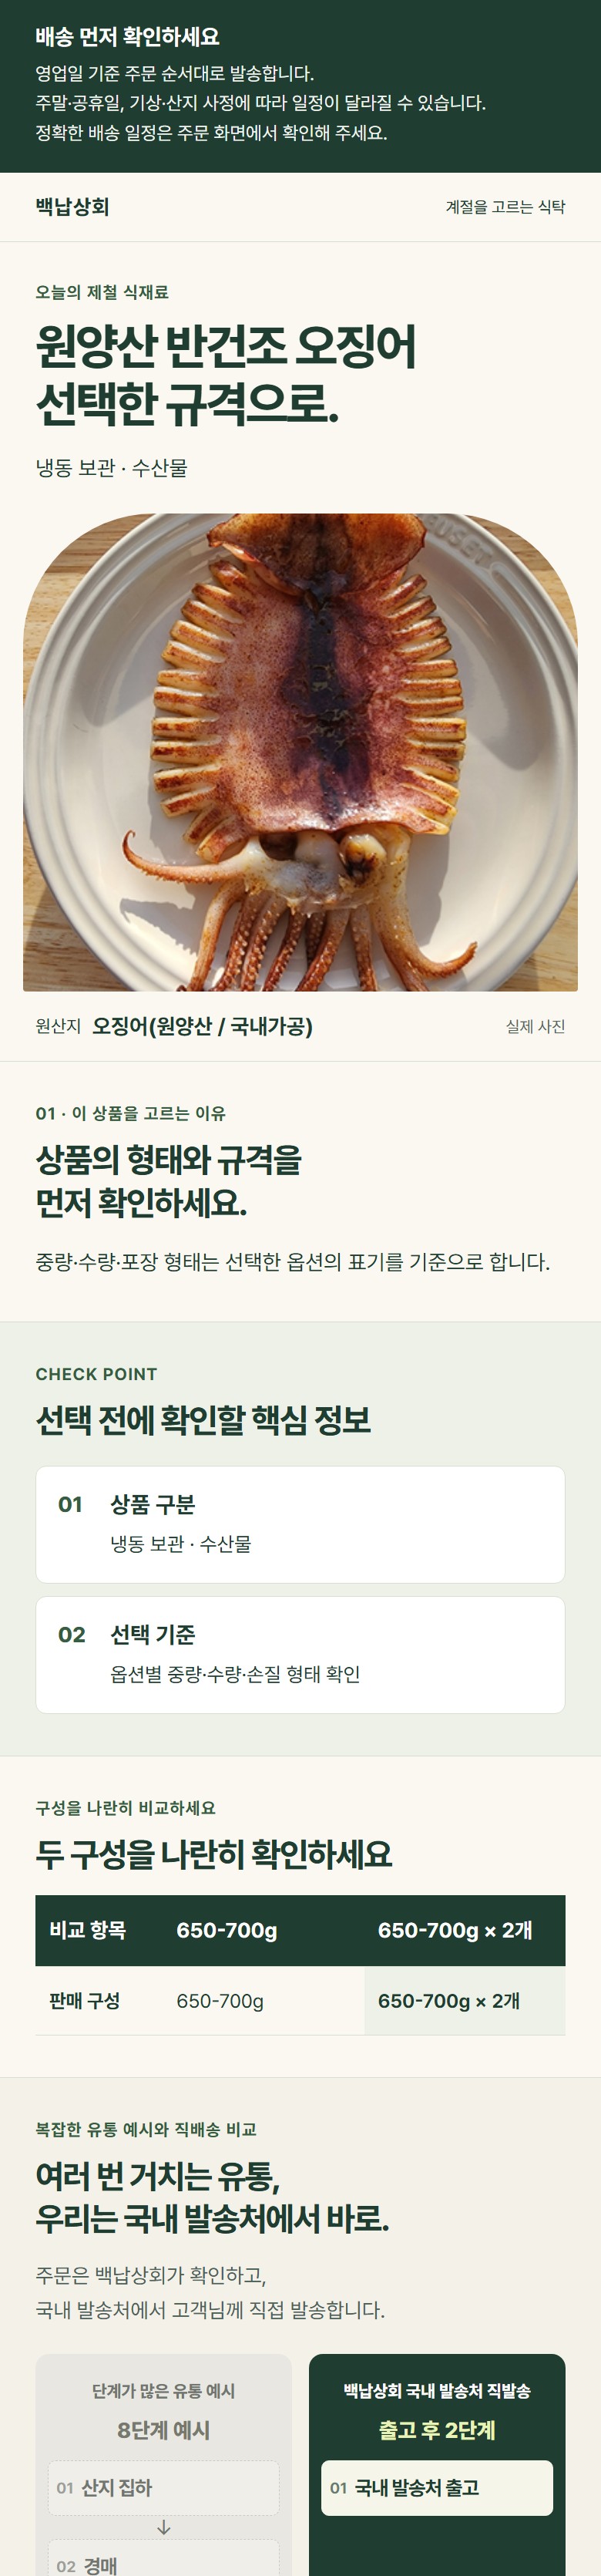 배송 먼저 확인하세요
영업일 기준 주문 순서대로 발송합니다.
주말·공휴일, 기상·산지 사정에 따라 일정이 달라질 수 있습니다.
정확한 배송 일정은 주문 화면에서 확인해 주세요.
백납상회
계절을 고르는 식탁
오늘의 제철 식재료
원양산 반건조 오징어
선택한 규격으로.
냉동 보관 · 수산물
원산지 오징어(원양산 / 국내가공)
실제 사진
01 · 이 상품을 고르는 이유
상품의 형태와 규격을
먼저 확인하세요.
중량·수량·포장 형태는 선택한 옵션의 표기를 기준으로 합니다.
CHECK POINT
선택 전에 확인할 핵심 정보
01 상품 구분
냉동 보관 · 수산물
02 선택 기준
옵션별 중량·수량·손질 형태 확인
구성을 나란히 비교하세요
두 구성을 나란히 확인하세요
비교 항목 650-700g 650-700g × 2개
판매 구성 650-700g 650-700g × 2개
복잡한 유통 예시와 직배송 비교
여러 번 거치는 유통,
우리는 국내 발송처에서 바로.
주문은 백납상회가 확인하고,
국내 발송처에서 고객님께 직접 발송합니다.
단계가 많은 유통 예시
8단계 예시
01 산지 집하
↓
02 경매
백납상회 국내 발송처 직발송
출고 후 2단계
01 국내 발송처 출고